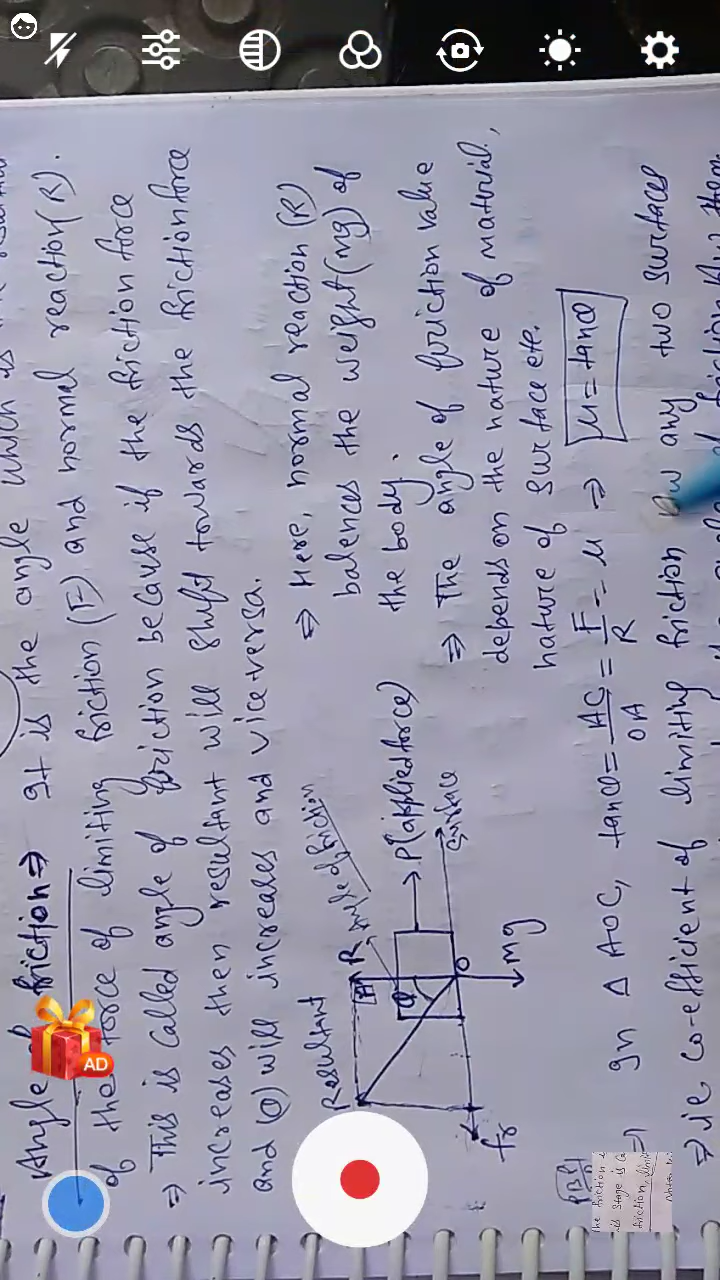 Angle of friction ⇒ It is the angle which is
of the force of limiting friction (F) and normal reaction (R).
⇒ This is called angle of friction because if the friction force
increases then resultant will shift towards the friction force
and (θ) will increases and vice versa.
Resultant
R
Angle of friction
A
θ
P(applied force)
Surface
O
mg
fr
⇒ Here, normal reaction (R)
balences the weight (mg) of
the body.
⇒ The angle of friction value
depends on the nature of material,
nature of surface etc.
In Δ AOC, tanθ = AC/OA = F/R = μ ⇒ μ = tanθ
⇒ ie co-efficient of limiting friction b/w any two surfaces
AD